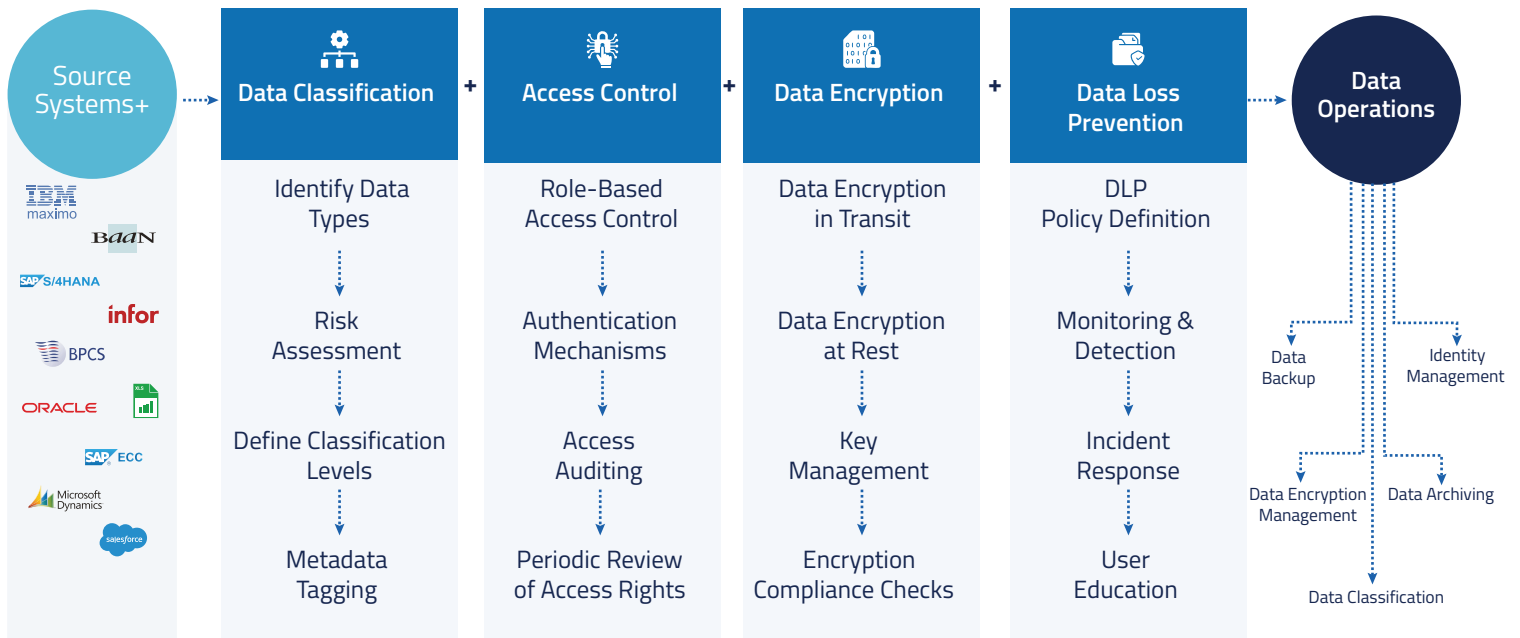 Source
Systems+
IBM
maximo
BaaN
SAP S/4HANA
infor
BPCS
ORACLE
XLS
SAP ECC
Microsoft
Dynamics
salesforce
Data Classification
Identify Data
Types
Risk
Assessment
Define Classification
Levels
Metadada
Tagging
+
Access Control
Role-Based
Access Control
Authentication
Mechanisms
Access
Auditing
Periodic Review
of Access Rights
+
101
01010
0101
Data Encryption
Data Encryption
in Transit
Data Encryption
at Rest
Key
Management
Encryption
Compliance Checks
+
Data Loss
Prevention
DLP
Policy Definition
Monitoring &
Detection
Incident
Response
User
Education
Data
Operations
Data
Backup
Identity
Management
Data Encryption
Management
Data Archiving
Data Classification